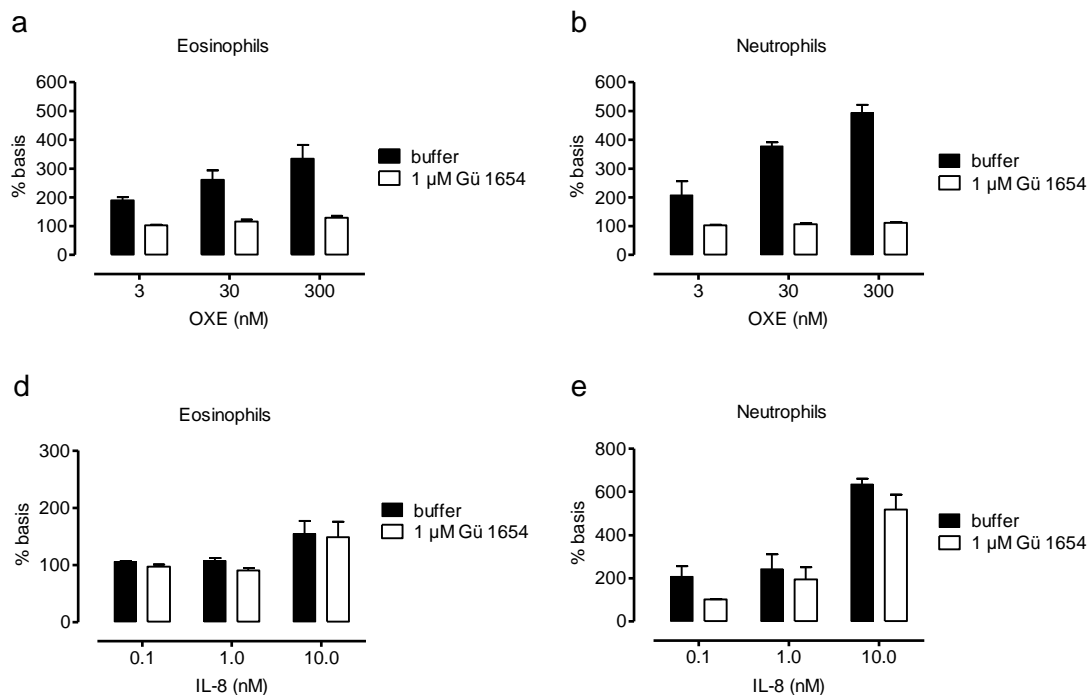 a
Eosinophils
600
500
400
300
200
100
0
% basis
buffer
1 µM Gü 1654
3 30 300
OXE (nM)
b
Neutrophils
600
500
400
300
200
100
0
% basis
buffer
1 µM Gü 1654
3 30 300
OXE (nM)
d
Eosinophils
300
200
100
0
% basis
buffer
1 µM Gü 1654
0.1 1.0 10.0
IL-8 (nM)
e
Neutrophils
800
600
400
200
0
% basis
buffer
1 µM Gü 1654
0.1 1.0 10.0
IL-8 (nM)